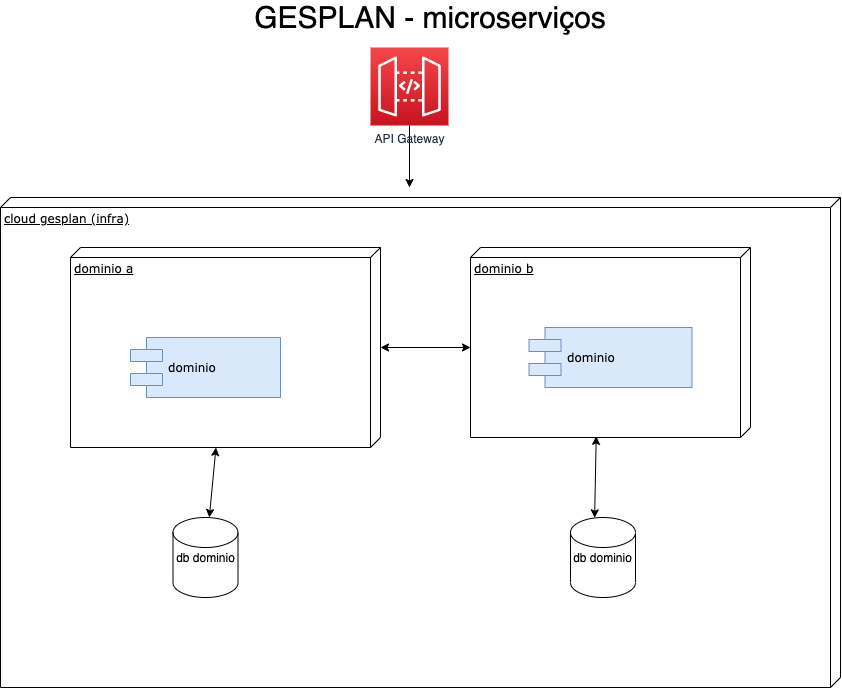 GESPLAN - microserviços
</>
API Gateway
cloud gesplan (infra)
dominio a
dominio b
dominio
dominio
db dominio
db dominio